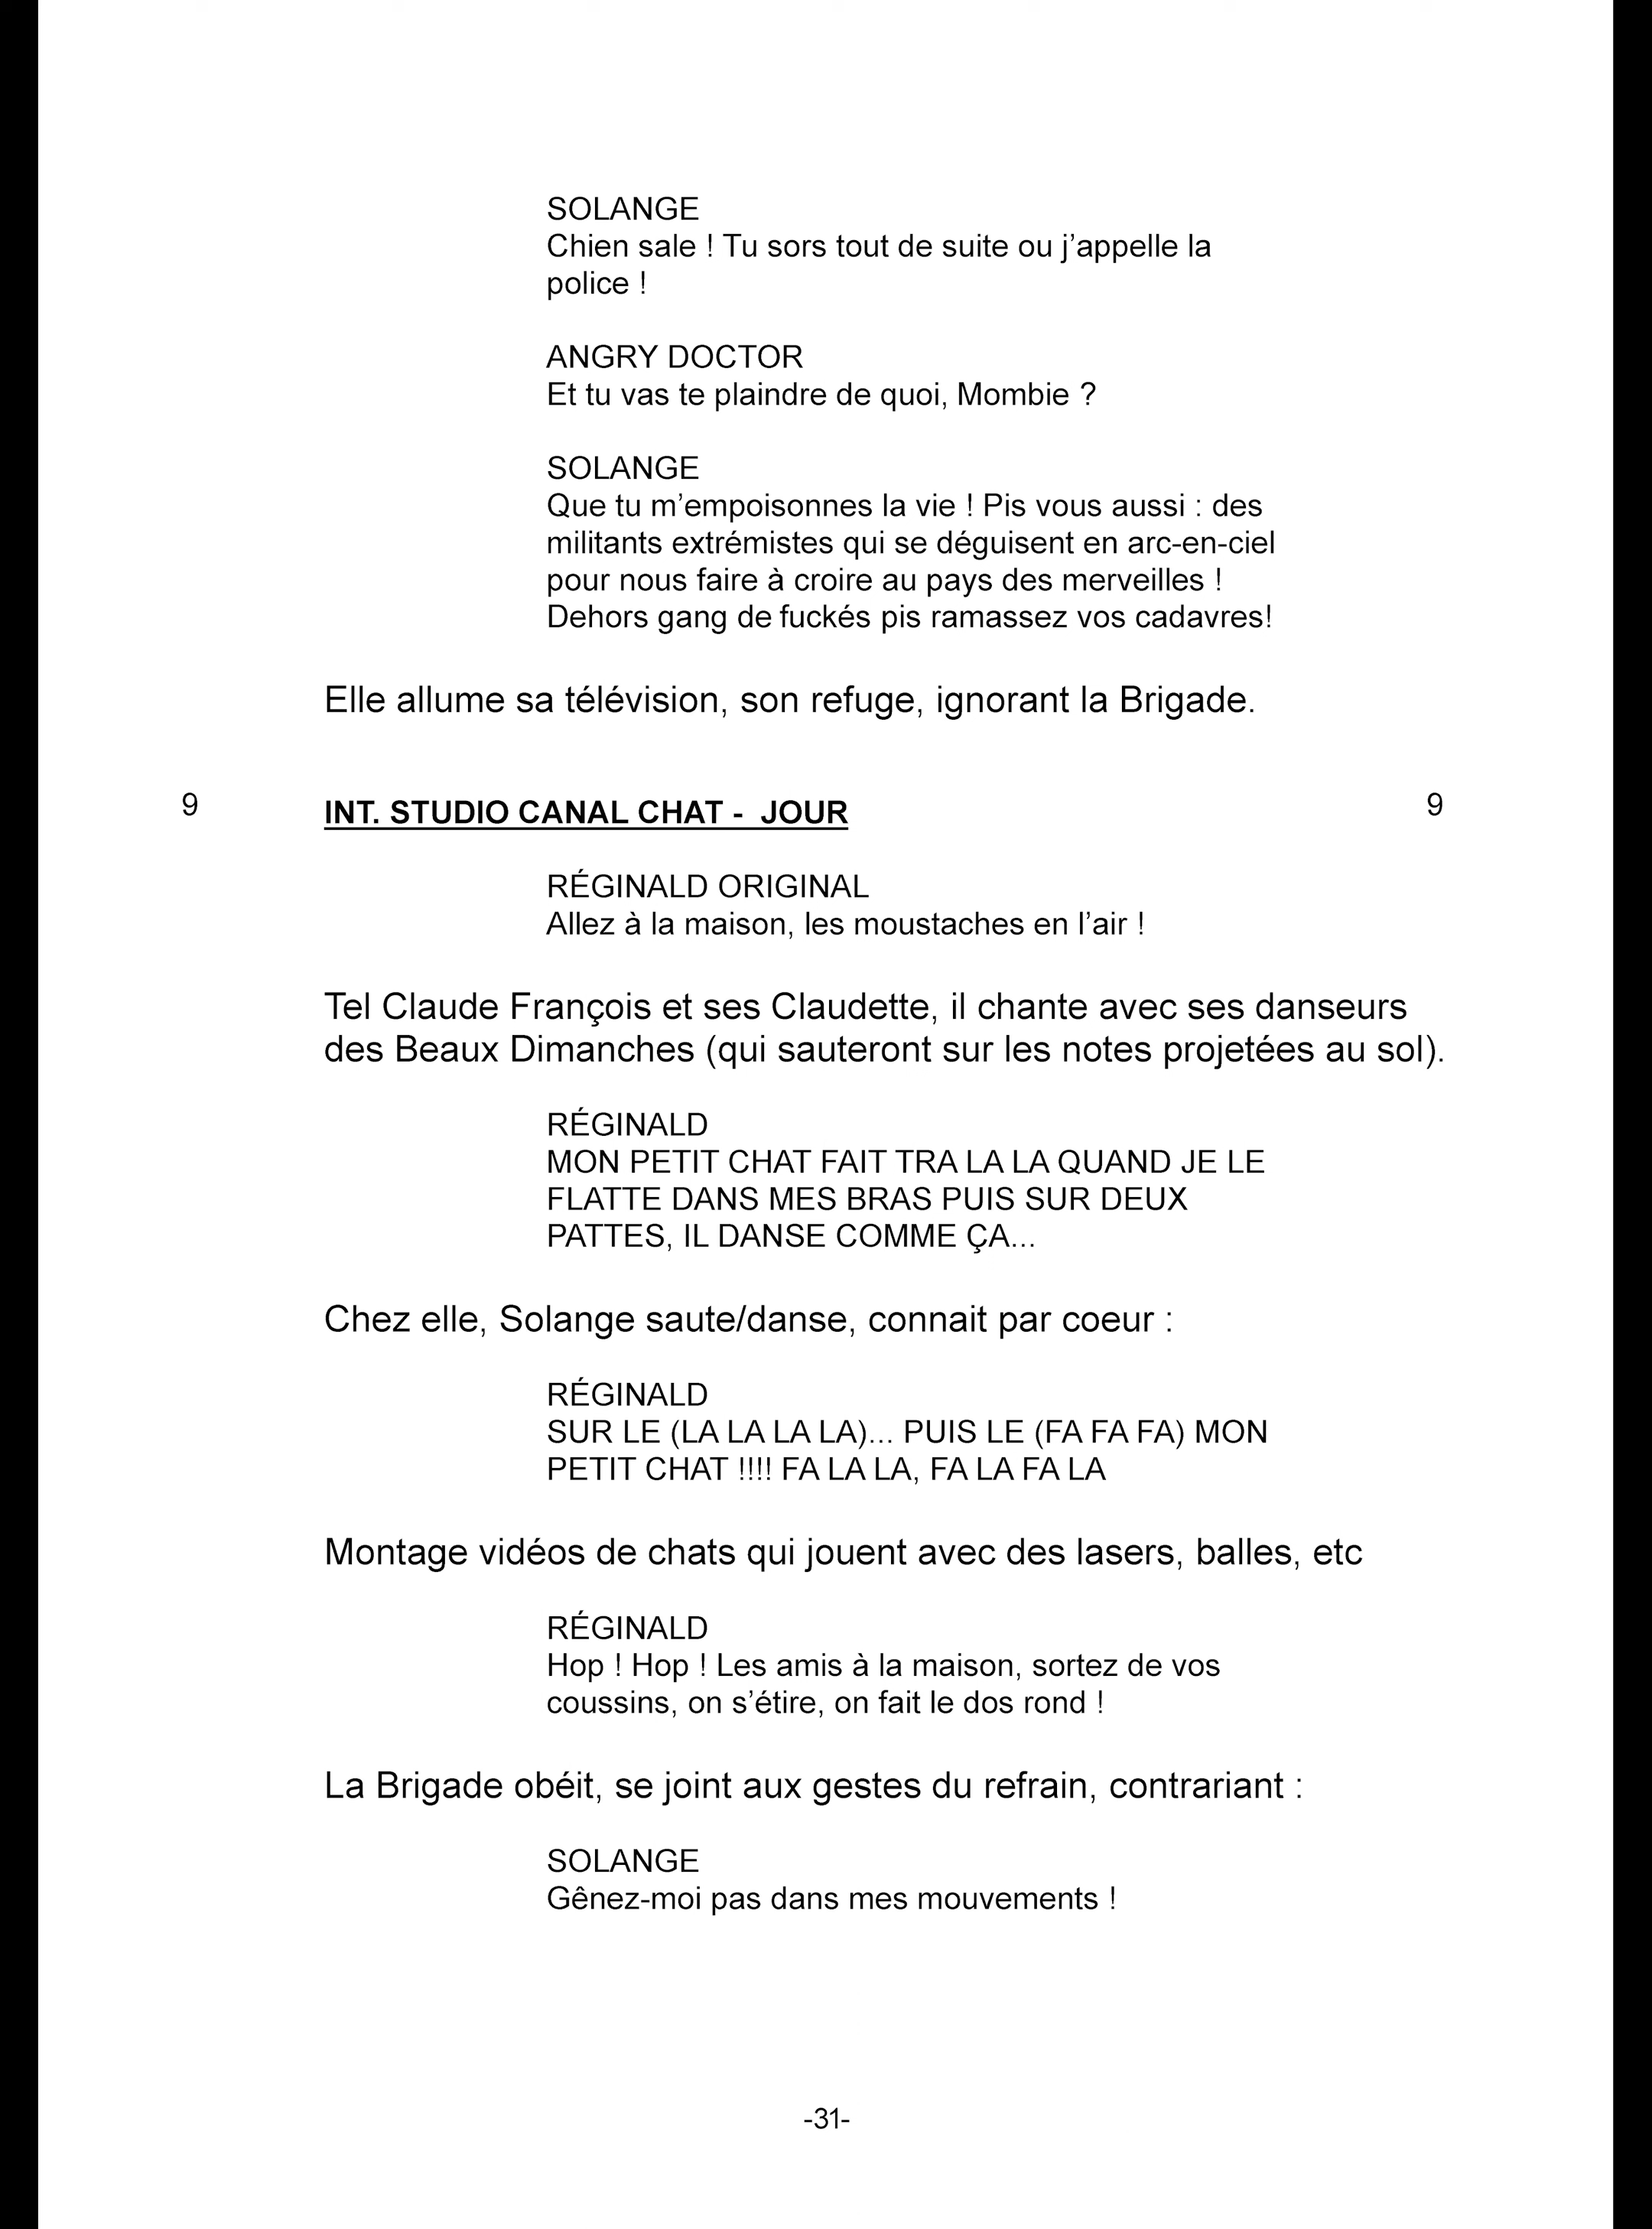 SOLANGE
Chien sale ! Tu sors tout de suite ou j’appelle la
police !
ANGRY DOCTOR
Et tu vas te plaindre de quoi, Mombie ?
SOLANGE
Que tu m’empoisonnes la vie ! Pis vous aussi : des
militants extrémistes qui se déguisent en arc-en-ciel
pour nous faire à croire au pays des merveilles !
Dehors gang de fuckés pis ramassez vos cadavres!
Elle allume sa télévision, son refuge, ignorant la Brigade.
9 INT. STUDIO CANAL CHAT - JOUR 9
RÉGINALD ORIGINAL
Allez à la maison, les moustaches en l’air !
Tel Claude François et ses Claudette, il chante avec ses danseurs
des Beaux Dimanches (qui sauteront sur les notes projetées au sol).
RÉGINALD
MON PETIT CHAT FAIT TRA LA LA QUAND JE LE
FLATTE DANS MES BRAS PUIS SUR DEUX
PATTES, IL DANSE COMME ÇA...
Chez elle, Solange saute/danse, connait par coeur :
RÉGINALD
SUR LE (LA LA LA LA)... PUIS LE (FA FA FA) MON
PETIT CHAT !!!! FA LA LA, FA LA FA LA
Montage vidéos de chats qui jouent avec des lasers, balles, etc
RÉGINALD
Hop ! Hop ! Les amis à la maison, sortez de vos
coussins, on s’étire, on fait le dos rond !
La Brigade obéit, se joint aux gestes du refrain, contrariant :
SOLANGE
Gênez-moi pas dans mes mouvements !
-31-